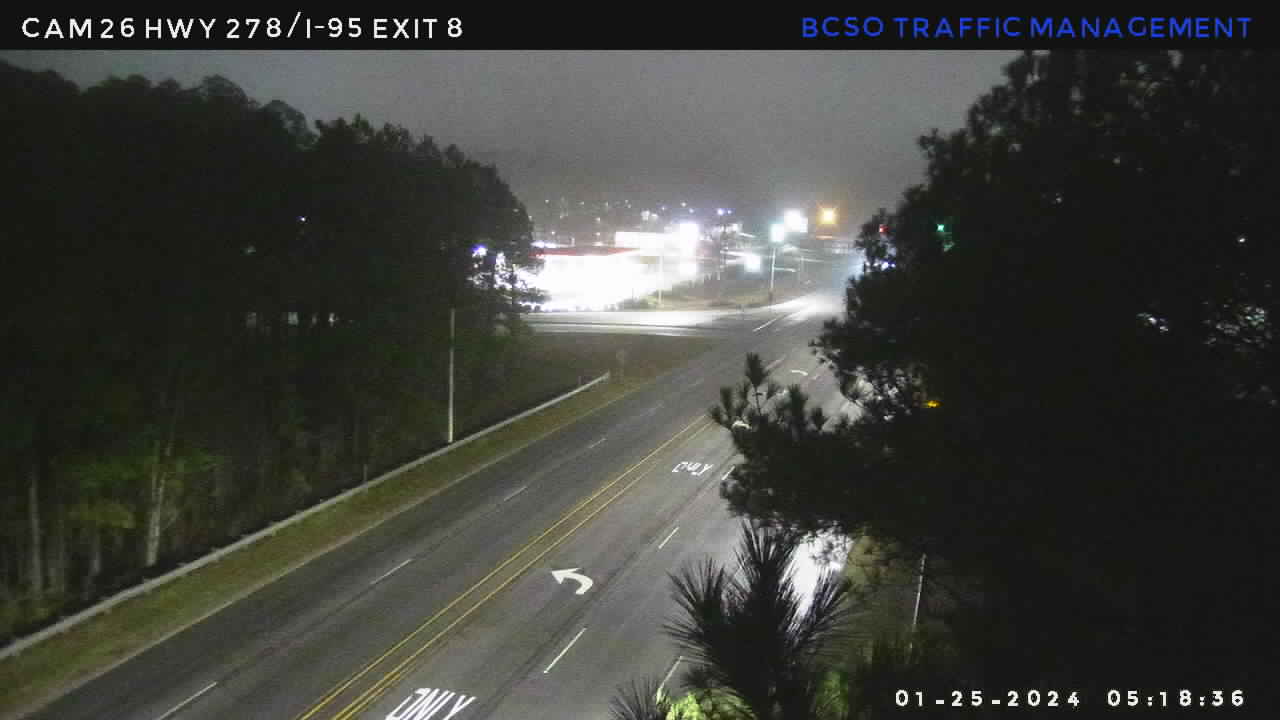 CAM 26 HWY 278/I-95 EXIT 8
BCSO TRAFFIC MANAGEMENT
ONLY
ONLY
01-25-2024 05:18:36